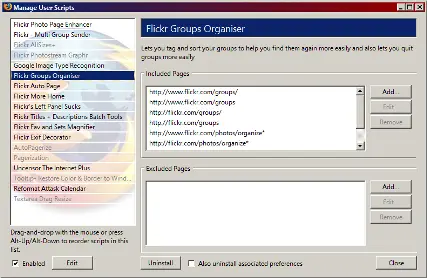 Manage User Scripts
Flickr Photo Page Enhancer
Flickr - Multi Group Sender
Flickr AllSizes+
Flickr Photostream Graphr
Google Image Type Recognition
Flickr Groups Organiser
Flickr Auto Page
Flickr More Home
Flickr's Left Panel Sucks
Flickr Titles + Descriptions Batch Tools
Flickr Fav and Sets Magnifier
Flickr Exif Decorator
AutoPagerize
Pagerization
Uncensor The Internet Plus
Tooltip - Restore Color & Border to Wind...
Reformat Attask Calendar
Textarea Drag Resize
Drag-and-drop with the mouse or press
Alt-Up/Alt-Down to reorder scripts in this
list.
Enabled
Edit
Flickr Groups Organiser
Lets you tag and sort your groups to help you find them again more easily and also lets you quit
groups more easily
Included Pages
http://www.flickr.com/groups/
http://www.flickr.com/groups
http://flickr.com/groups/
http://flickr.com/groups
http://www.flickr.com/photos/organize*
http://flickr.com/photos/organize*
Add...
Edit
Remove
Excluded Pages
Add...
Edit
Remove
Uninstall
Also uninstall associated preferences
Close